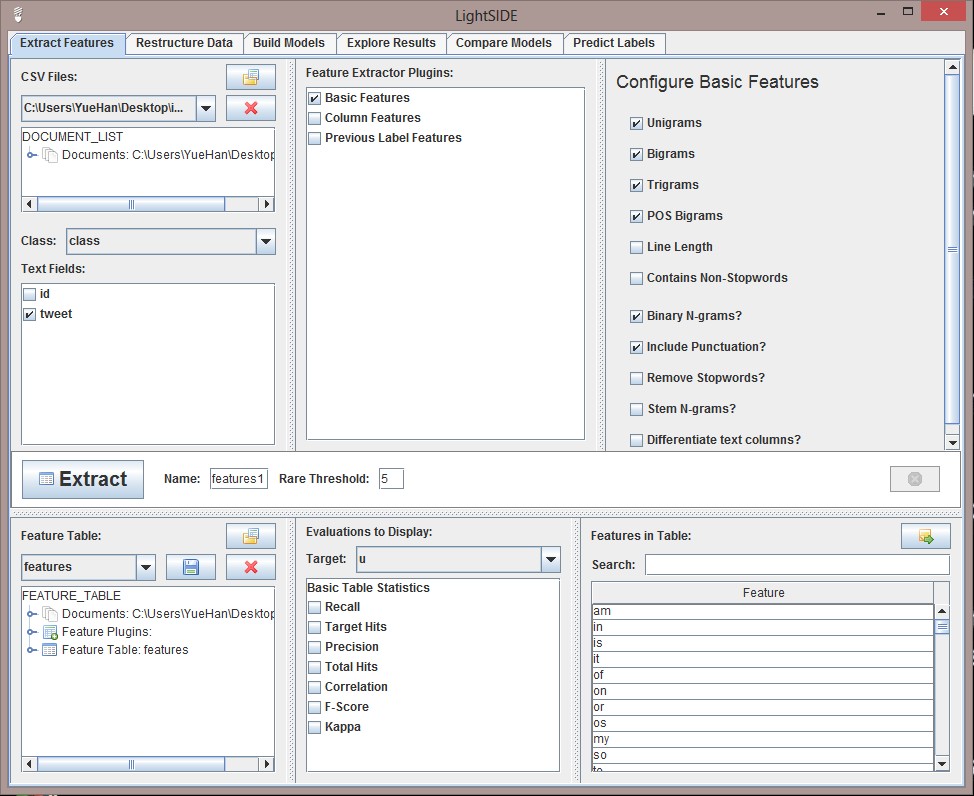 LightSIDE
Extract Features
Restructure Data
Build Models
Explore Results
Compare Models
Predict Labels
CSV Files:
C:\Users\YueHan\Desktop\i...
DOCUMENT_LIST
Documents: C:\Users\YueHan\Desktop
Class:
class
Text Fields:
id
tweet
Feature Extractor Plugins:
Basic Features
Column Features
Previous Label Features
Configure Basic Features
Unigrams
Bigrams
Trigrams
POS Bigrams
Line Length
Contains Non-Stopwords
Binary N-grams?
Include Punctuation?
Remove Stopwords?
Stem N-grams?
Differentiate text columns?
Extract
Name:
features1
Rare Threshold:
5
Feature Table:
features
FEATURE_TABLE
Documents: C:\Users\YueHan\Desktop
Feature Plugins:
Feature Table: features
Evaluations to Display:
Target:
u
Basic Table Statistics
Recall
Target Hits
Precision
Total Hits
Correlation
F-Score
Kappa
Features in Table:
Search:
Feature
am
in
is
it
of
on
or
os
my
so